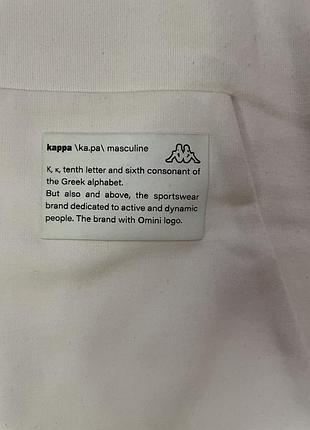 kappa \ka.pa\ masculine
K, κ, tenth letter and sixth consonant of
the Greek alphabet.
But also and above, the sportswear
brand dedicated to active and dynamic
people. The brand with Omini logo.